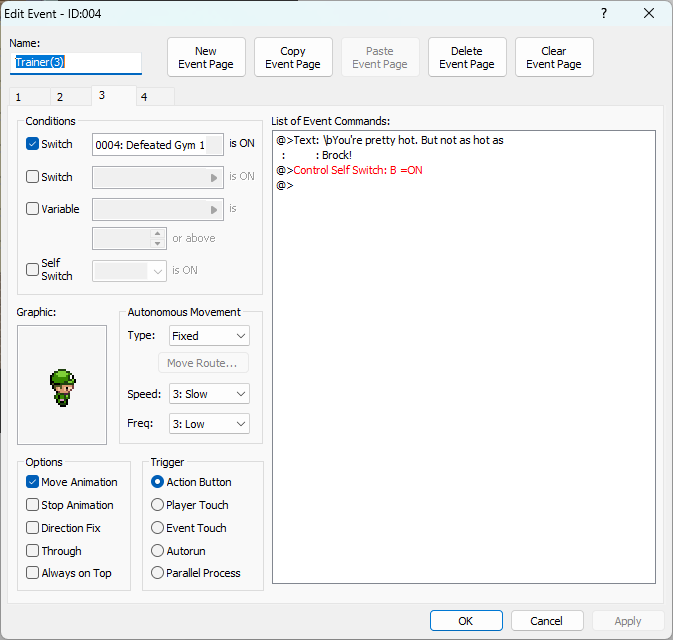 Edit Event - ID:004
?
Name:
Trainer(3)
New
Event Page
Copy
Event Page
Paste
Event Page
Delete
Event Page
Clear
Event Page
1 2 3 4
Conditions
Switch 0004: Defeated Gym 1 is ON
Switch is ON
Variable is
or above
Self
Switch is ON
Graphic:
Autonomous Movement
Type: Fixed
Move Route...
Speed: 3: Slow
Freq: 3: Low
Options
Move Animation
Stop Animation
Direction Fix
Through
Always on Top
Trigger
Action Button
Player Touch
Event Touch
Autorun
Parallel Process
List of Event Commands:
@>Text: \bYou're pretty hot. But not as hot as
: : Brock!
@>Control Self Switch: B =ON
@>
OK Cancel Apply